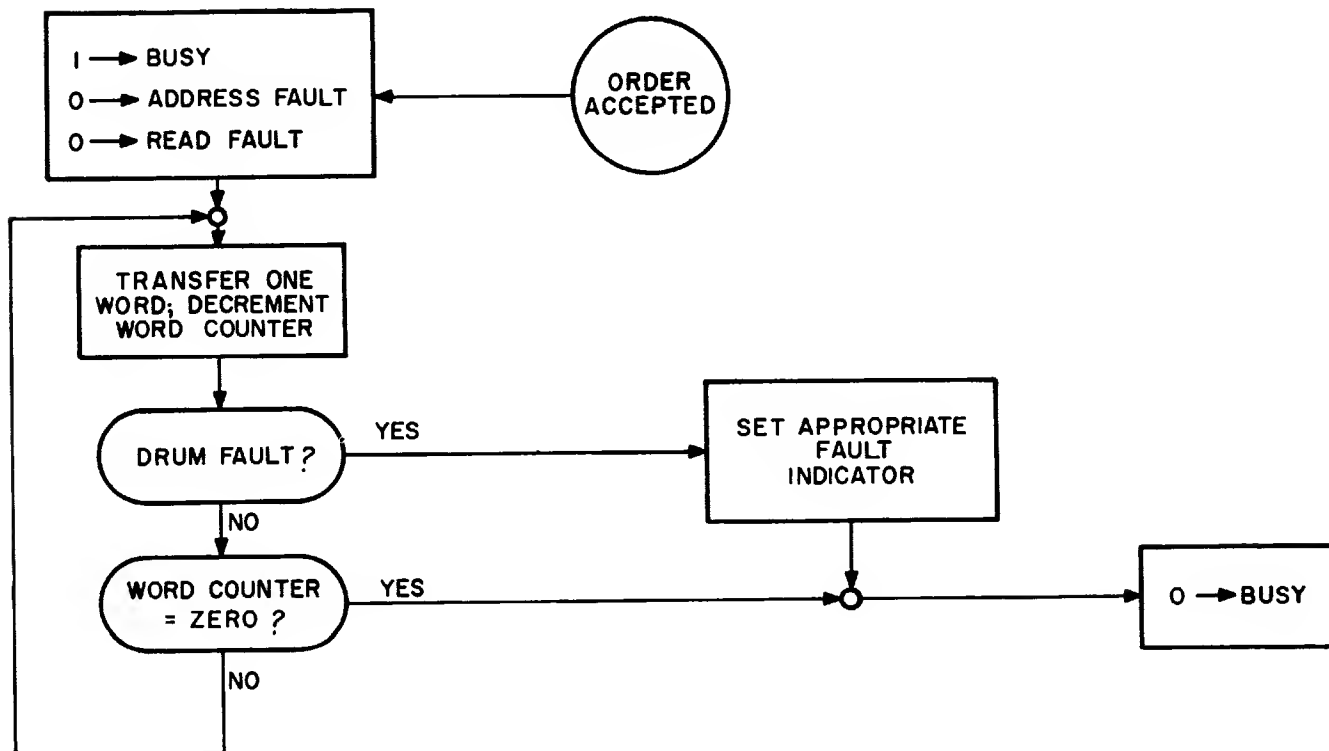 1 → BUSY
0 → ADDRESS FAULT
0 → READ FAULT
ORDER
ACCEPTED
TRANSFER ONE
WORD; DECREMENT
WORD COUNTER
DRUM FAULT?
YES
SET APPROPRIATE
FAULT
INDICATOR
NO
WORD COUNTER
= ZERO?
YES
0 → BUSY
NO